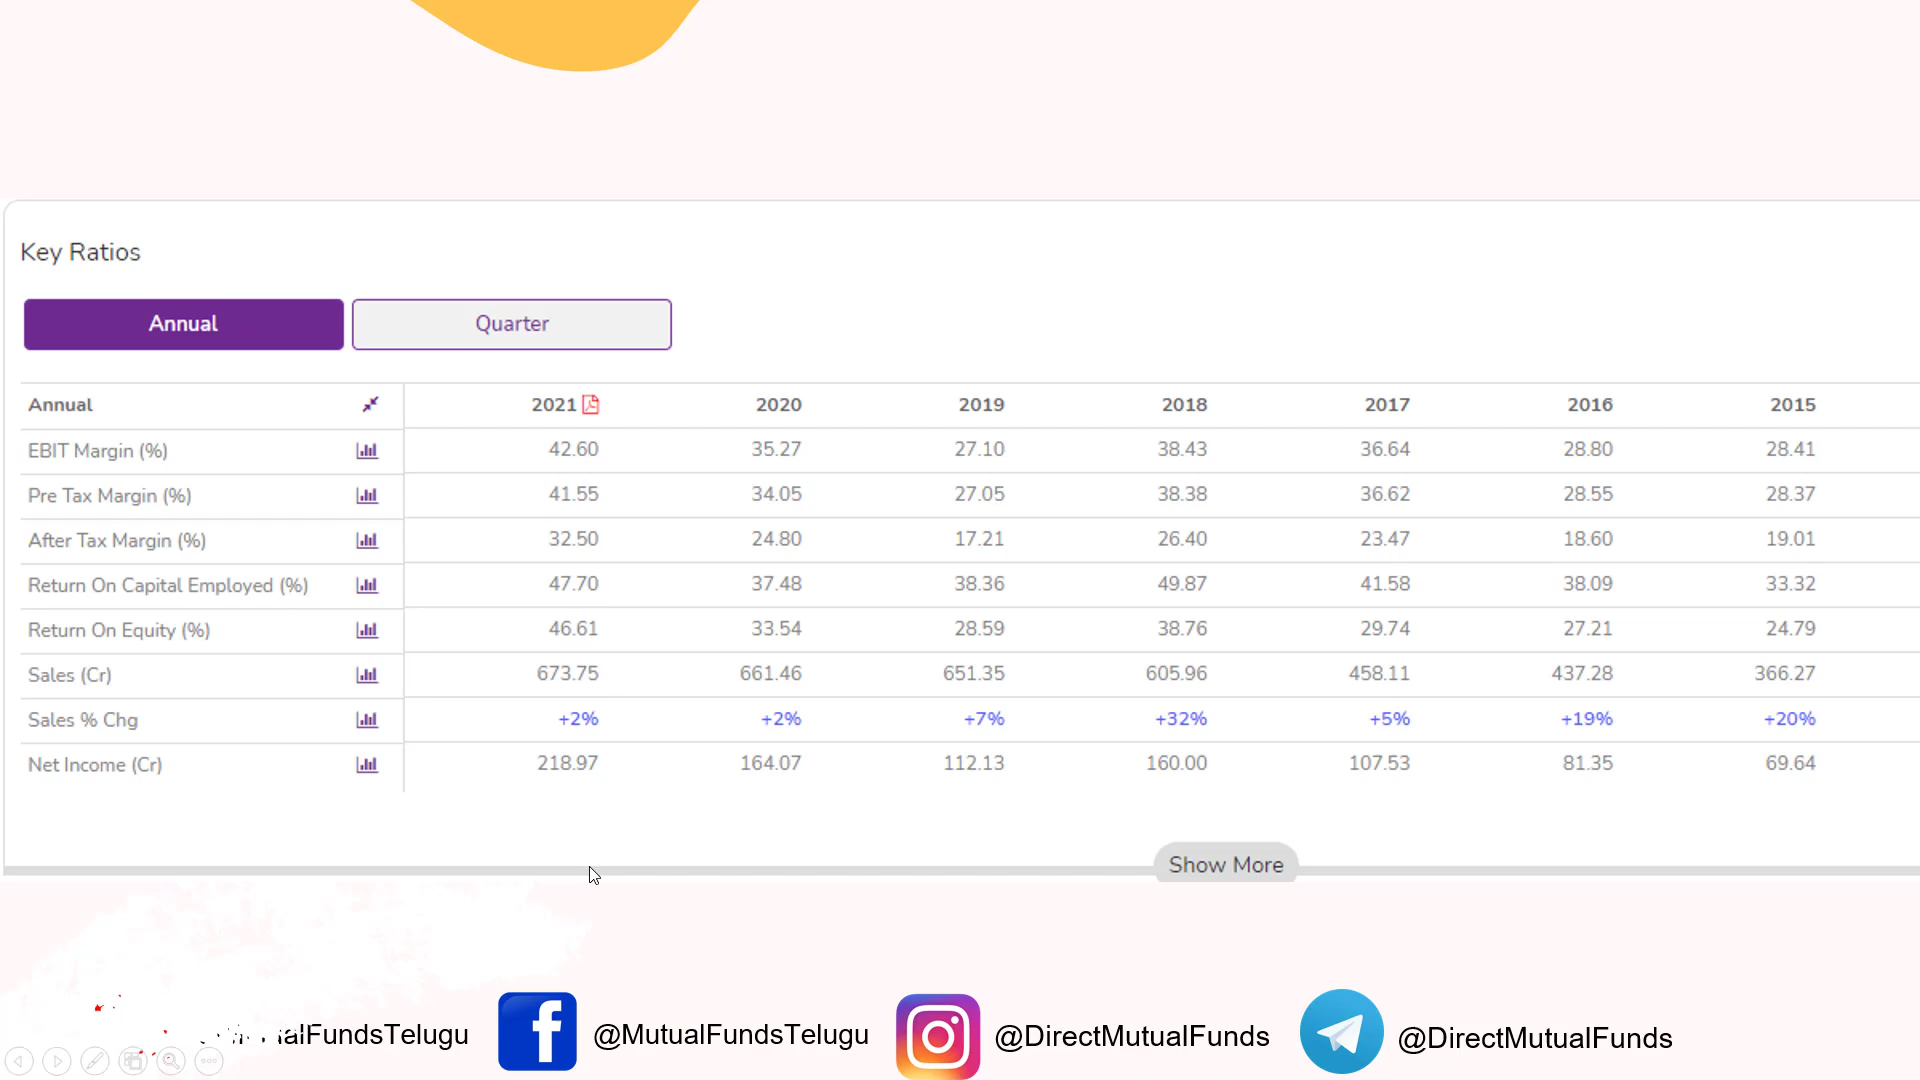 Key Ratios
Annual Quarter
Annual 2021 2020 2019 2018 2017 2016 2015
EBIT Margin (%) 42.60 35.27 27.10 38.43 36.64 28.80 28.41
Pre Tax Margin (%) 41.55 34.05 27.05 38.38 36.62 28.55 28.37
After Tax Margin (%) 32.50 24.80 17.21 26.40 23.47 18.60 19.01
Return On Capital Employed (%) 47.70 37.48 38.36 49.87 41.58 38.09 33.32
Return On Equity (%) 46.61 33.54 28.59 38.76 29.74 27.21 24.79
Sales (Cr) 673.75 661.46 651.35 605.96 458.11 437.28 366.27
Sales % Chg +2% +2% +7% +32% +5% +19% +20%
Net Income (Cr) 218.97 164.07 112.13 160.00 107.53 81.35 69.64
Show More
FundsTelugu @MutualFundsTelugu @DirectMutualFunds @DirectMutualFunds